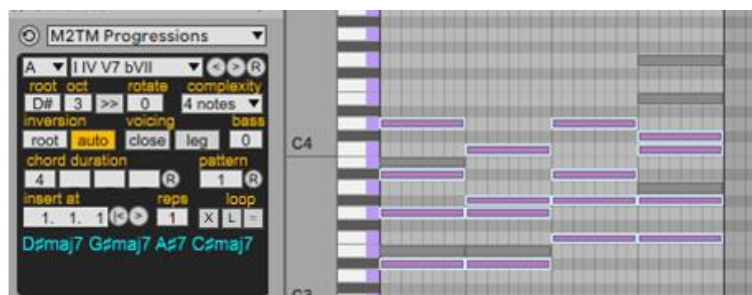 M2TM Progressions
A I IV V7 bVII < > R
root oct rotate complexity
D# 3 >> 0 4 notes
inversion voicing bass
root auto close leg 0
chord duration pattern
4 R 1 R
insert at reps loop
1. 1. 1 |< > 1 X L =
D♯maj7 G♯maj7 A♯7 C♯maj7
C4
C3